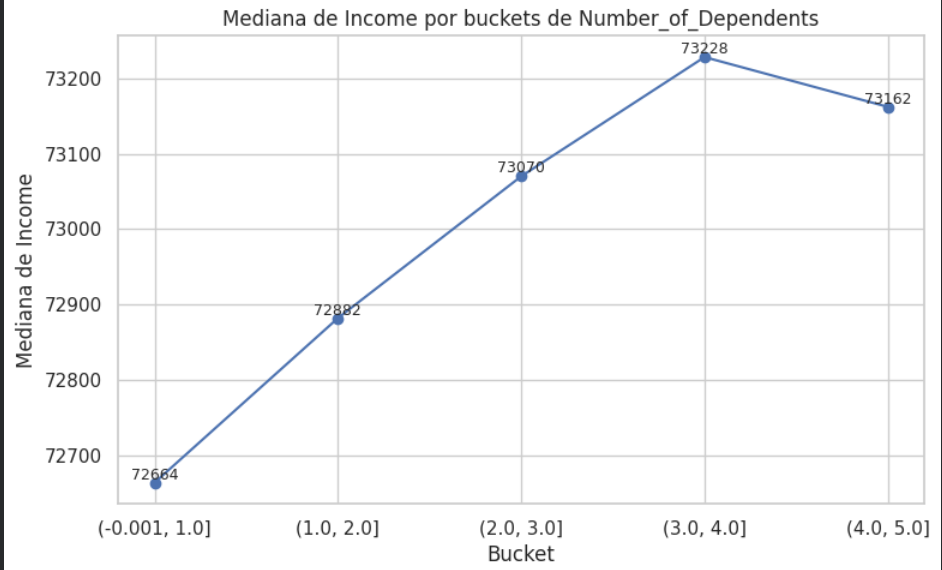 Mediana de Income por buckets de Number_of_Dependents
73228
73200
73162
73100
73070
Mediana de Income
73000
72900
72882
72800
72700
72664
(-0.001, 1.0] (1.0, 2.0] (2.0, 3.0] (3.0, 4.0] (4.0, 5.0]
Bucket